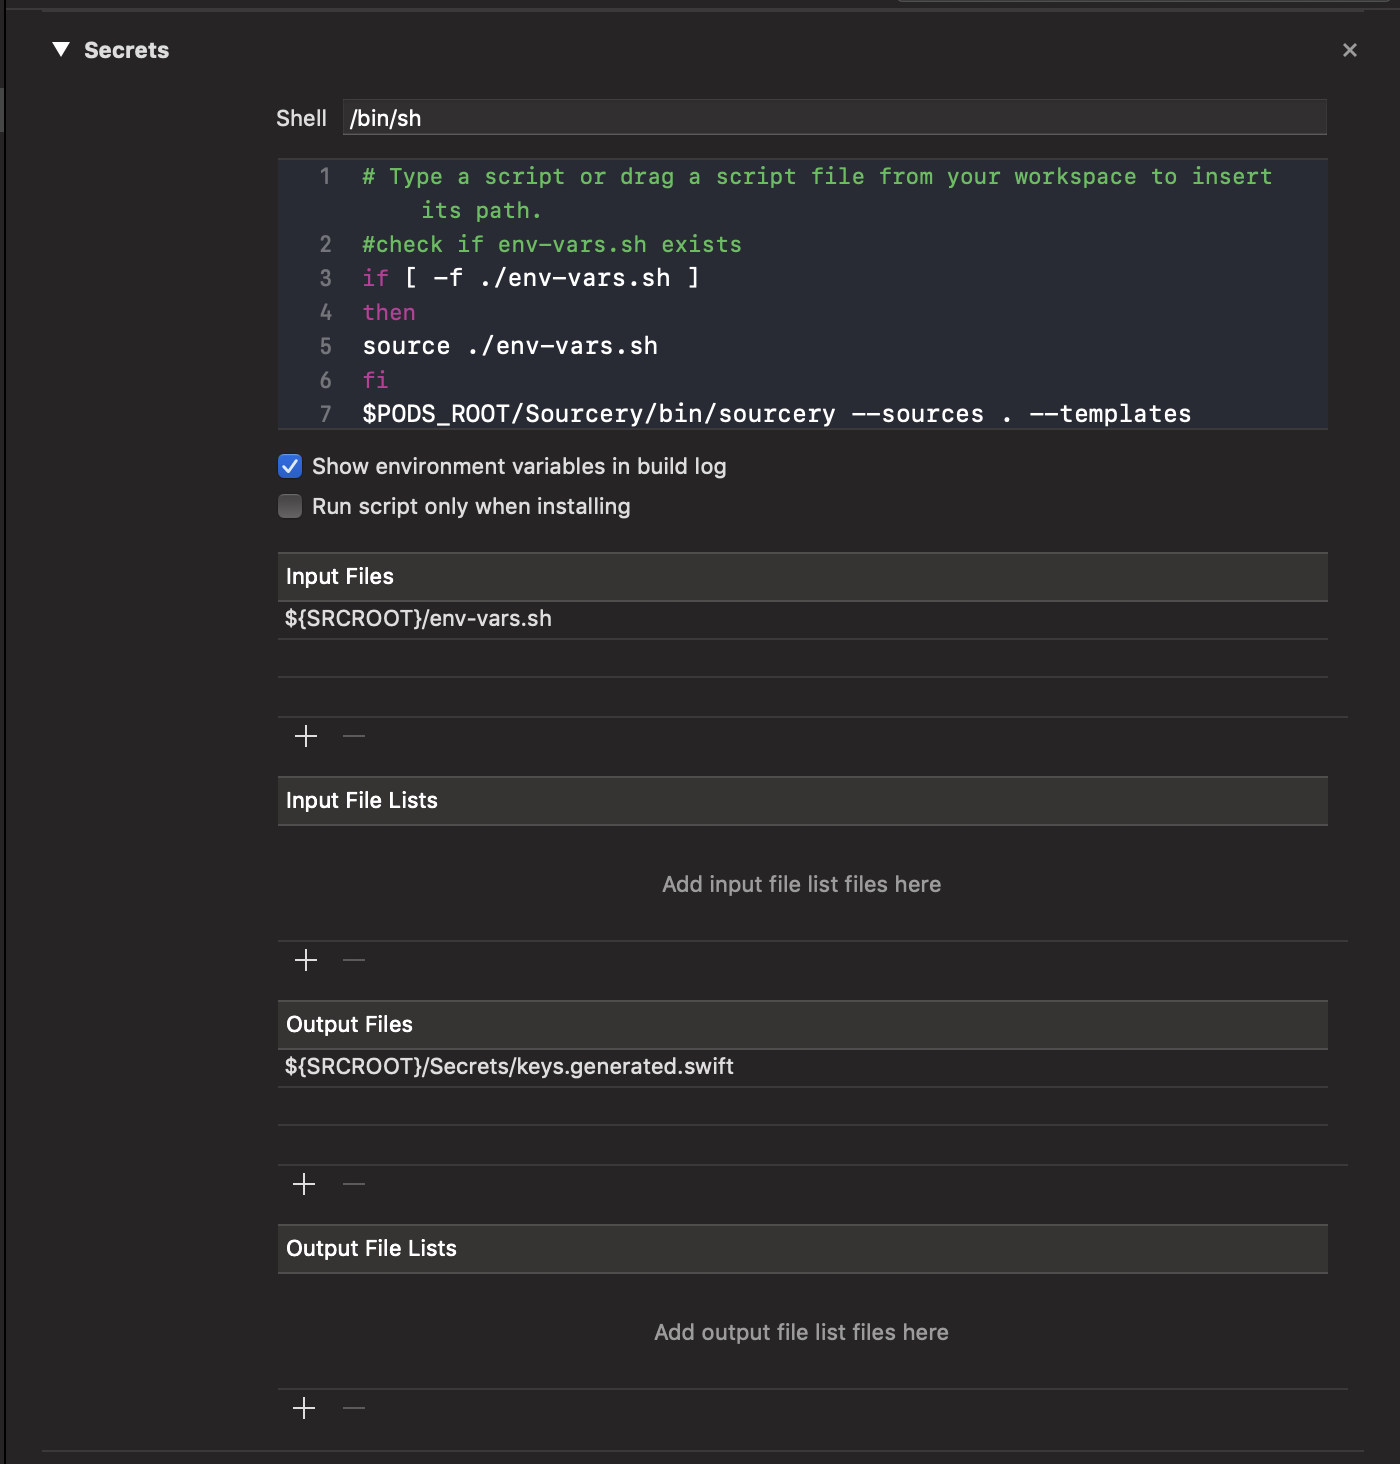 Secrets
Shell /bin/sh
1 # Type a script or drag a script file from your workspace to insert
its path.
2 #check if env-vars.sh exists
3 if [ -f ./env-vars.sh ]
4 then
5 source ./env-vars.sh
6 fi
7 $PODS_ROOT/Sourcery/bin/sourcery --sources . --templates
Show environment variables in build log
Run script only when installing
Input Files
${SRCROOT}/env-vars.sh
Input File Lists
Add input file list files here
Output Files
${SRCROOT}/Secrets/keys.generated.swift
Output File Lists
Add output file list files here